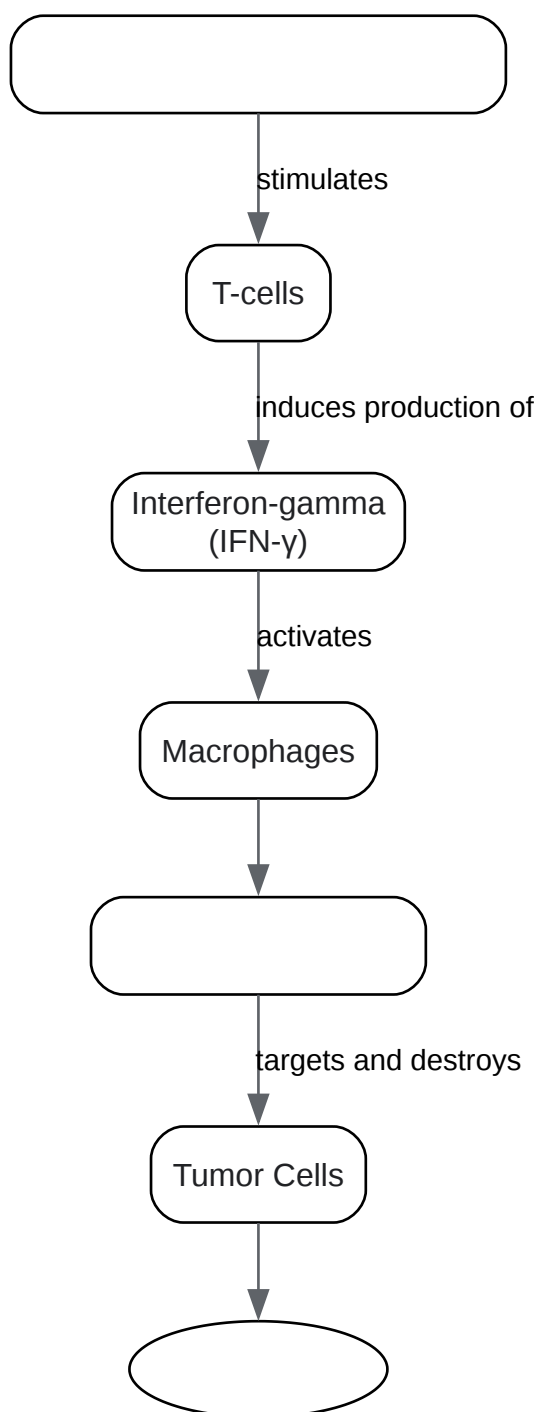 stimulates
T-cells
induces production of
Interferon-gamma
(IFN-γ)
activates
Macrophages
targets and destroys
Tumor Cells